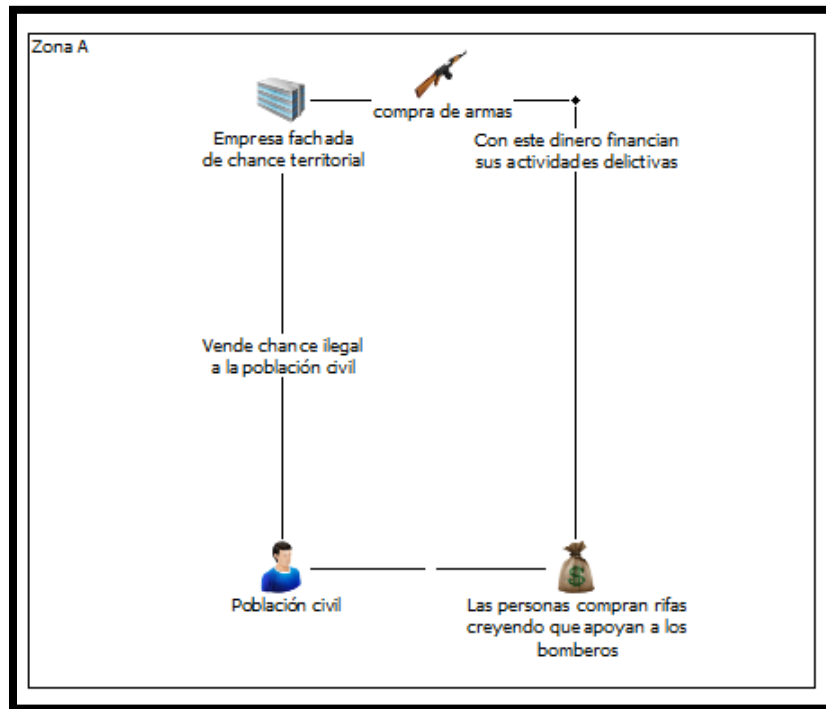 Zona A
compra de armas
Empresa fachada
de chance territorial
Con este dinero financian
sus actividades delictivas
Vende chance ilegal
a la población civil
Población civil
Las personas compran rifas
creyendo que apoyan a los
bomberos